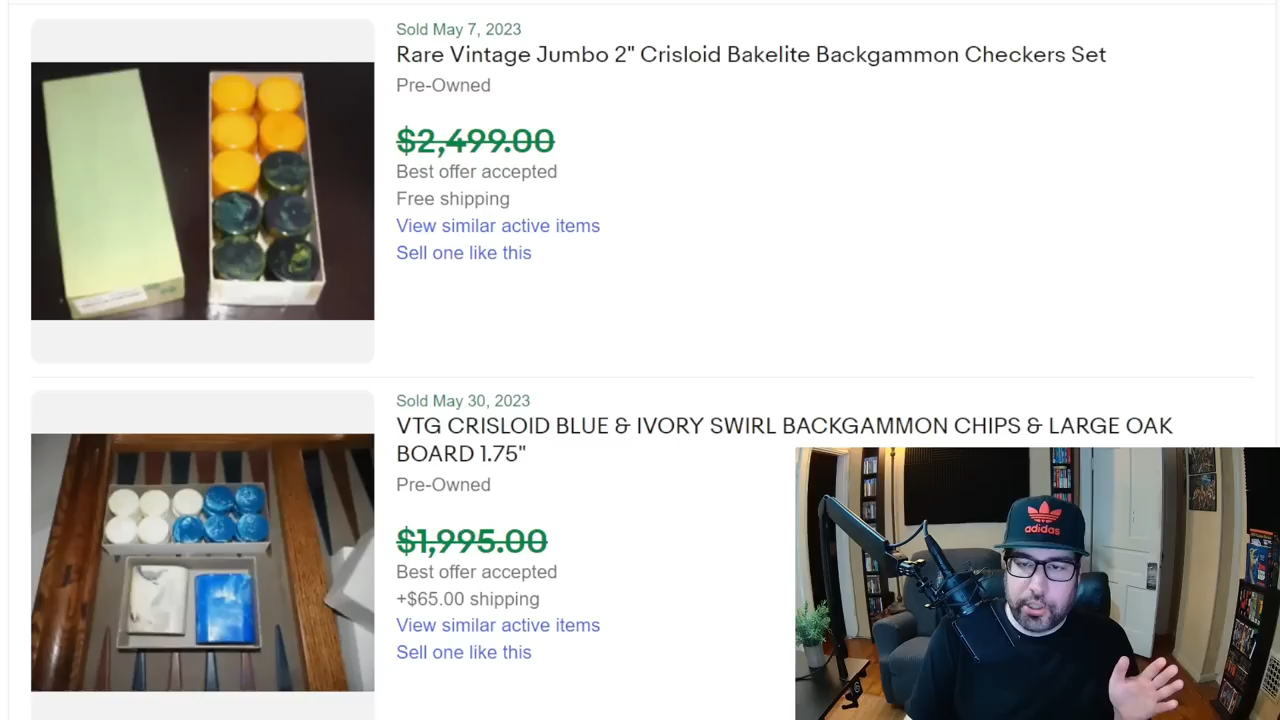 Sold May 7, 2023
Rare Vintage Jumbo 2" Crisloid Bakelite Backgammon Checkers Set
Pre-Owned
$2,499.00
Best offer accepted
Free shipping
View similar active items
Sell one like this
Sold May 30, 2023
VTG CRISLOID BLUE & IVORY SWIRL BACKGAMMON CHIPS & LARGE OAK
BOARD 1.75"
Pre-Owned
$1,995.00
Best offer accepted
+$65.00 shipping
View similar active items
Sell one like this
adidas